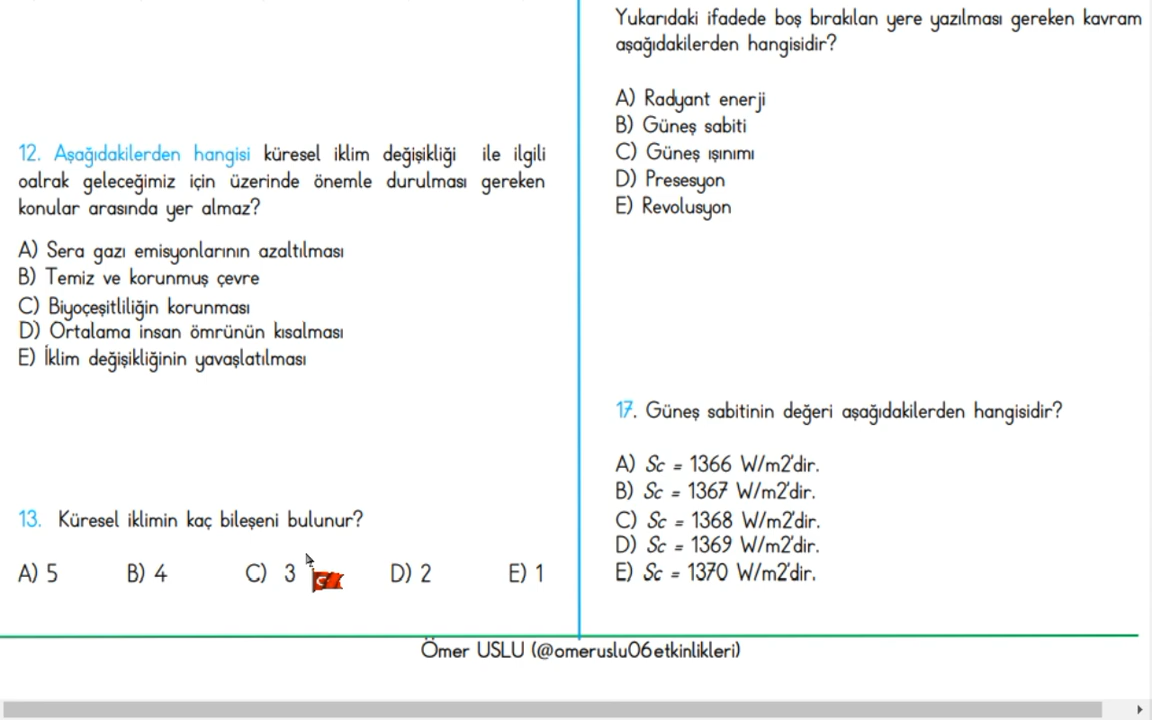 12. Aşağıdakilerden hangisi küresel iklim değişikliği ile ilgili
oalrak geleceğimiz için üzerinde önemle durulması gereken
konular arasında yer almaz?
A) Sera gazı emisyonlarının azaltılması
B) Temiz ve korunmuş çevre
C) Biyoçeşitliliğin korunması
D) Ortalama insan ömrünün kısalması
E) İklim değişikliğinin yavaşlatılması
13. Küresel iklimin kaç bileşeni bulunur?
A) 5 B) 4 C) 3 D) 2 E) 1
Yukarıdaki ifadede boş bırakılan yere yazılması gereken kavram
aşağıdakilerden hangisidir?
A) Radyant enerji
B) Güneş sabiti
C) Güneş ışınımı
D) Presesyon
E) Revolusyon
17. Güneş sabitinin değeri aşağıdakilerden hangisidir?
A) Sc = 1366 W/m2'dir.
B) Sc = 1367 W/m2'dir.
C) Sc = 1368 W/m2'dir.
D) Sc = 1369 W/m2'dir.
E) Sc = 1370 W/m2'dir.
Ömer USLU (@omeruslu06etkinlikleri)